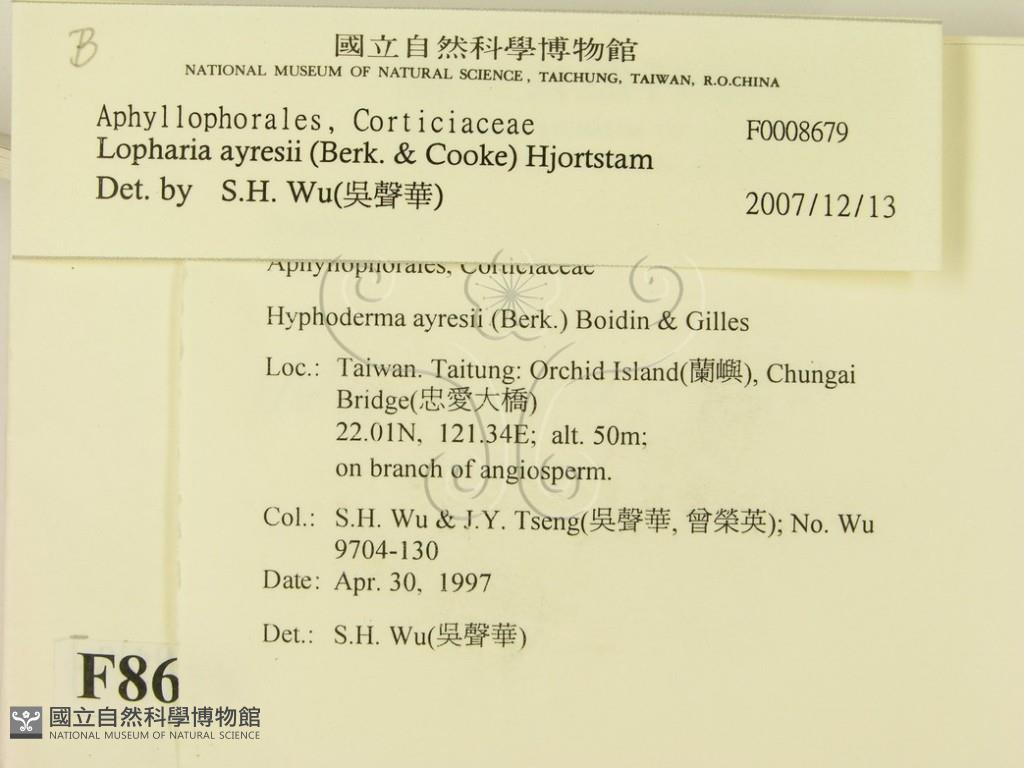 B
國立自然科學博物館
NATIONAL MUSEUM OF NATURAL SCIENCE, TAICHUNG, TAIWAN, R.O.CHINA
Aphyllophorales, Corticiaceae F0008679
Lopharia ayresii (Berk. & Cooke) Hjortstam
Det. by S.H. Wu(吳聲華) 2007/12/13
Aphyllophorales, Corticiaceae
Hyphoderma ayresii (Berk.) Boidin & Gilles
Loc.: Taiwan. Taitung: Orchid Island(蘭嶼), Chungai
Bridge(忠愛大橋)
22.01N, 121.34E; alt. 50m;
on branch of angiosperm.
Col.: S.H. Wu & J.Y. Tseng(吳聲華, 曾榮英); No. Wu
9704-130
Date: Apr. 30, 1997
Det.: S.H. Wu(吳聲華)
F86
國立自然科學博物館
NATIONAL MUSEUM OF NATURAL SCIENCE